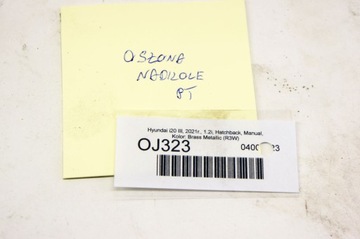 OSŁONA
NADKOLE
PT
Hyundai i20 III, 2021r., 1.2i, Hatchback, Manual,
Kolor: Brass Metallic (R3W)
OJ323